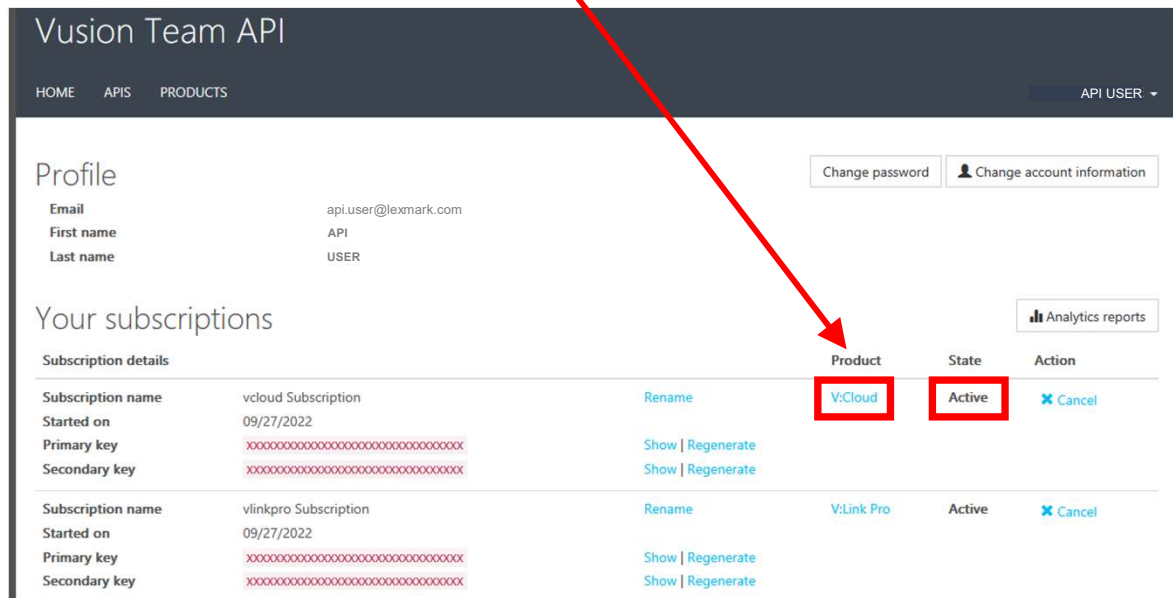 Vusion Team API
HOME APIS PRODUCTS API USER
Profile Change password Change account information
Email api.user@lexmark.com
First name API
Last name USER
Your subscriptions Analytics reports
Subscription details Product State Action
Subscription name vcloud Subscription Rename V:Cloud Active Cancel
Started on 09/27/2022
Primary key XXXXXXXXXXXXXXXXXXXXXXXXXXXXXXXX Show | Regenerate
Secondary key XXXXXXXXXXXXXXXXXXXXXXXXXXXXXXXX Show | Regenerate
Subscription name vlinkpro Subscription Rename V:Link Pro Active Cancel
Started on 09/27/2022
Primary key XXXXXXXXXXXXXXXXXXXXXXXXXXXXXXXX Show | Regenerate
Secondary key XXXXXXXXXXXXXXXXXXXXXXXXXXXXXXXX Show | Regenerate